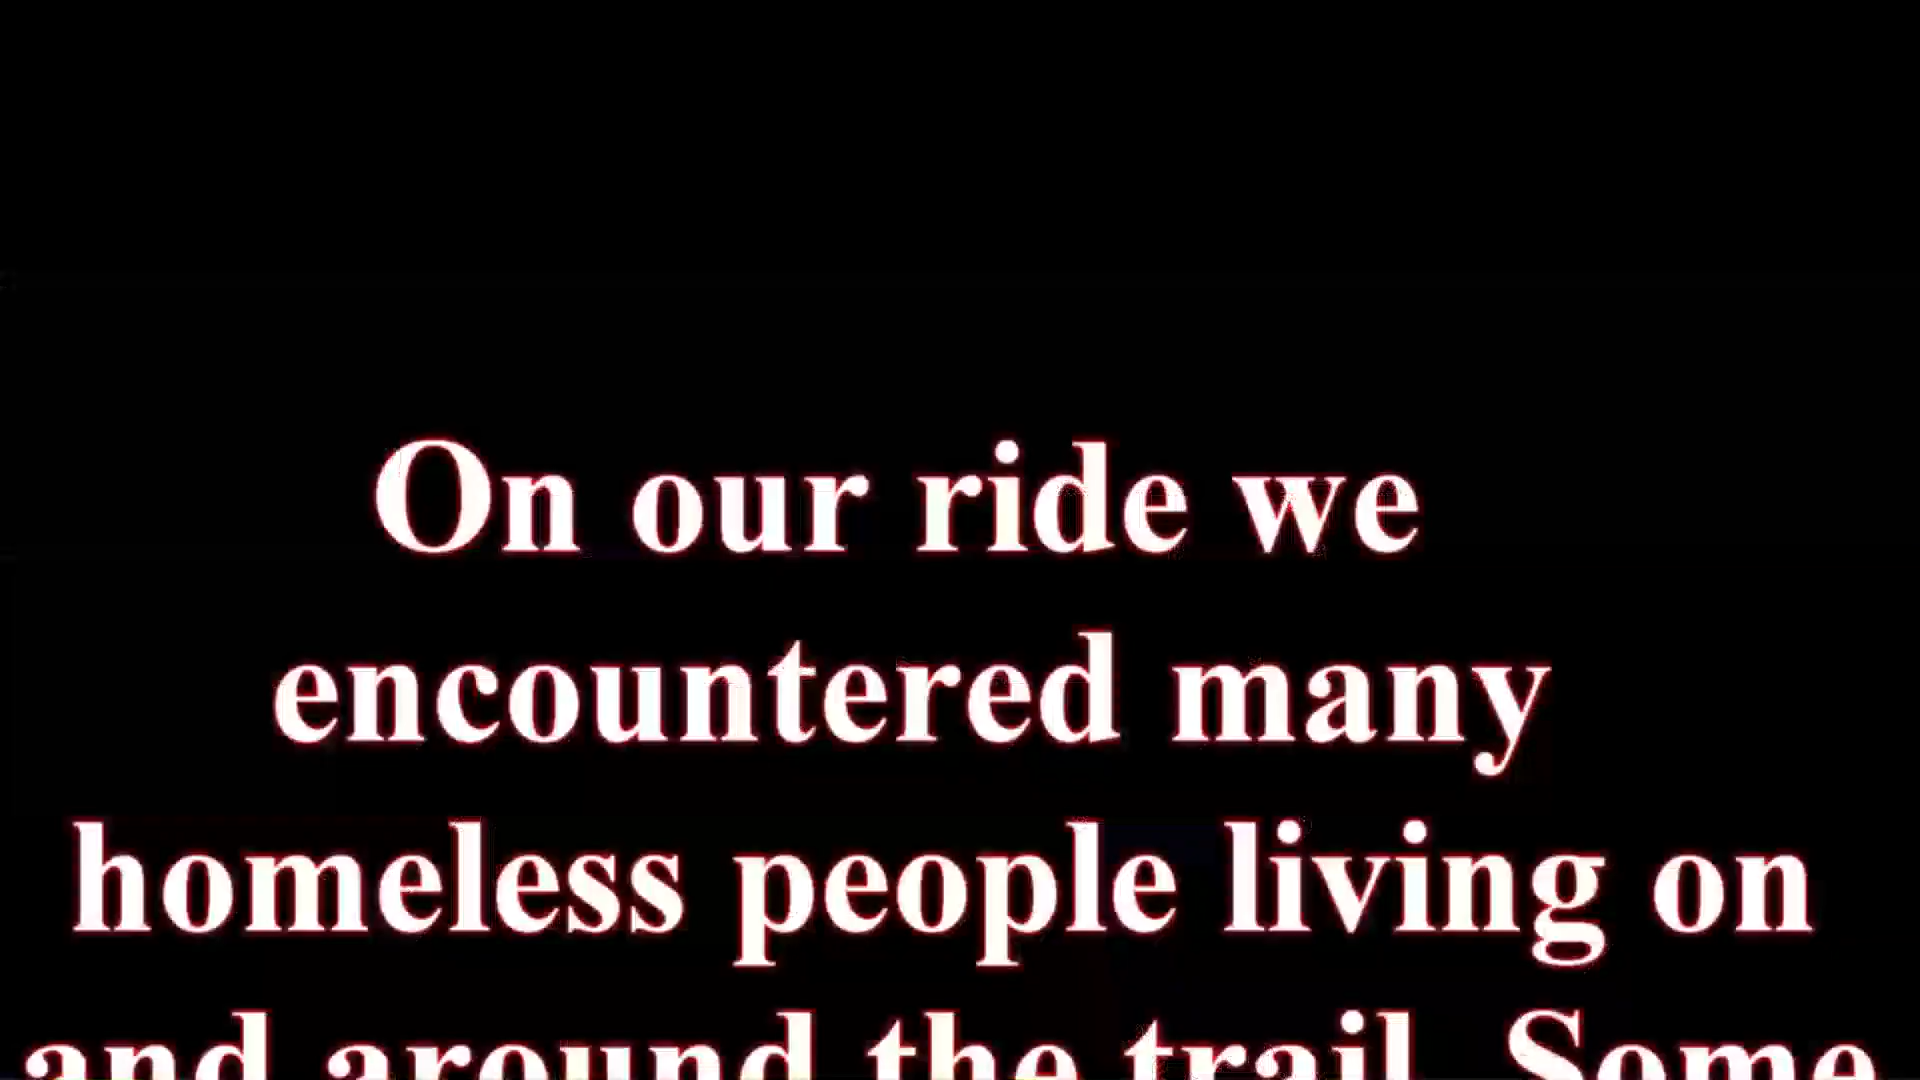 On our ride we
encountered many
homeless people living on
and around the trail. Some